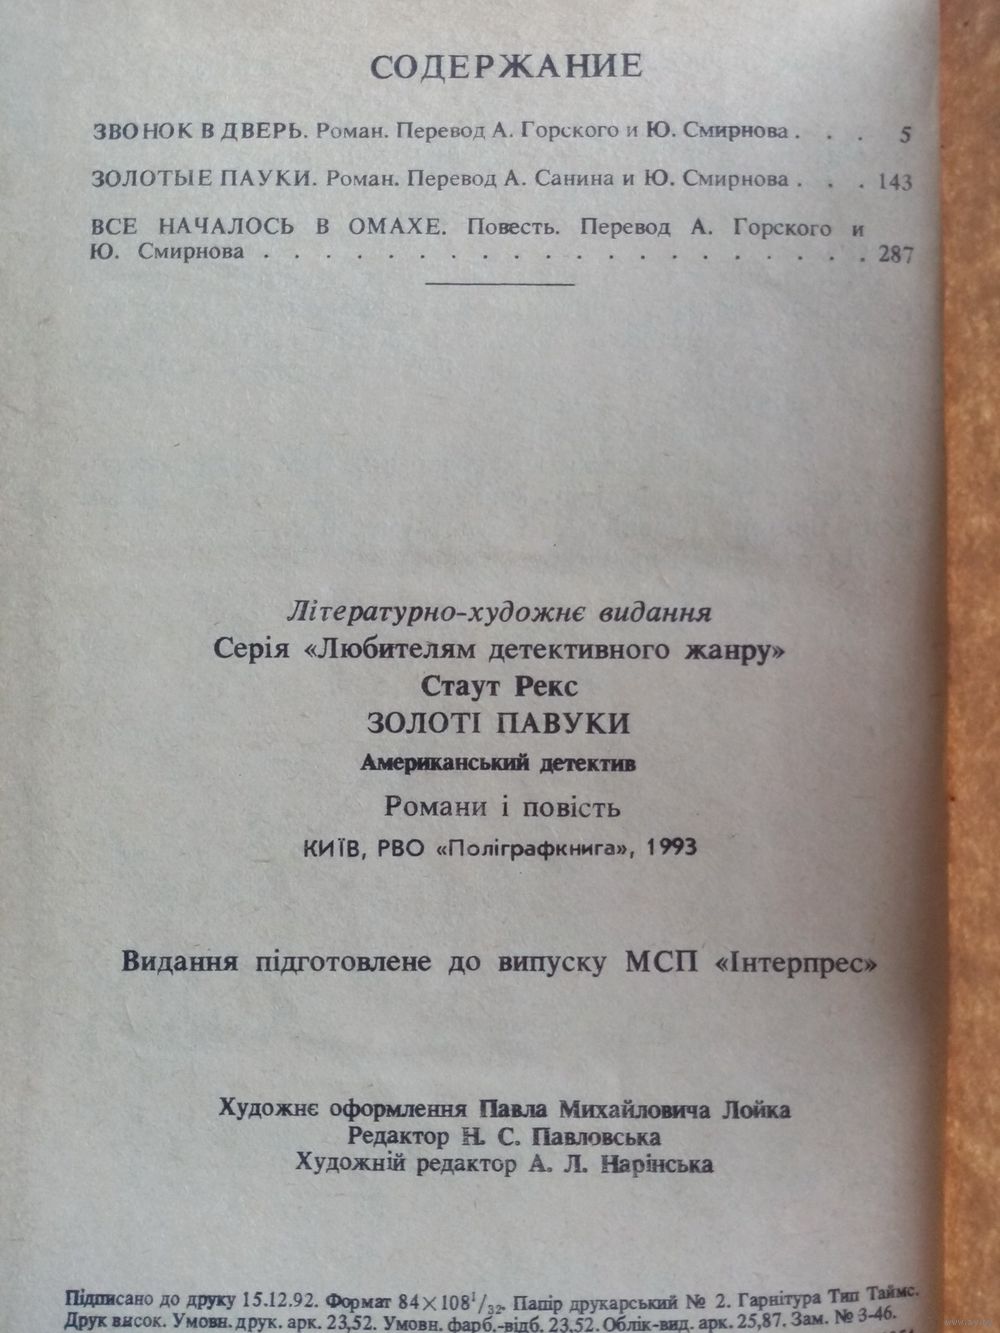 СОДЕРЖАНИЕ
ЗВОНОК В ДВЕРЬ. Роман. Перевод А. Горского и Ю. Смирнова . . . 5
ЗОЛОТЫЕ ПАУКИ. Роман. Перевод А. Санина и Ю. Смирнова . . . 143
ВСЕ НАЧАЛОСЬ В ОМАХЕ. Повесть. Перевод А. Горского и
Ю. Смирнова . . . . . . . . . . . . . . . . . . . . 287
Літературно-художнє видання
Серія «Любителям детективного жанру»
Стаут Рекс
ЗОЛОТІ ПАВУКИ
Американський детектив
Романи і повість
КИЇВ, РВО «Поліграфкнига», 1993
Видання підготовлене до випуску МСП «Інтерпрес»
Художнє оформлення Павла Михайловича Лойка
Редактор Н. С. Павловська
Художній редактор А. Л. Нарінська
Підписано до друку 15.12.92. Формат 84×108¹/₃₂. Папір друкарський № 2. Гарнітура Тип Таймс.
Друк висок. Умовн. друк. арк. 23,52. Умовн. фарб.-відб. 23,52. Облік-вид. арк. 25,87. Зам. № 3-46.